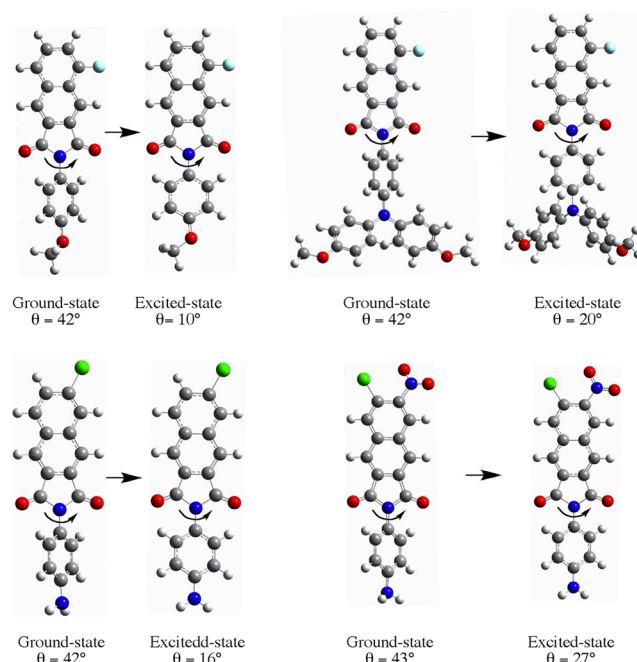 Ground-state Excited-state Ground-state Excited-state
θ = 42° θ= 10° θ = 42° θ = 20°
Ground-state Excitedd-state Ground-state Excited-state
θ = 42° θ = 16° θ = 43° θ = 27°